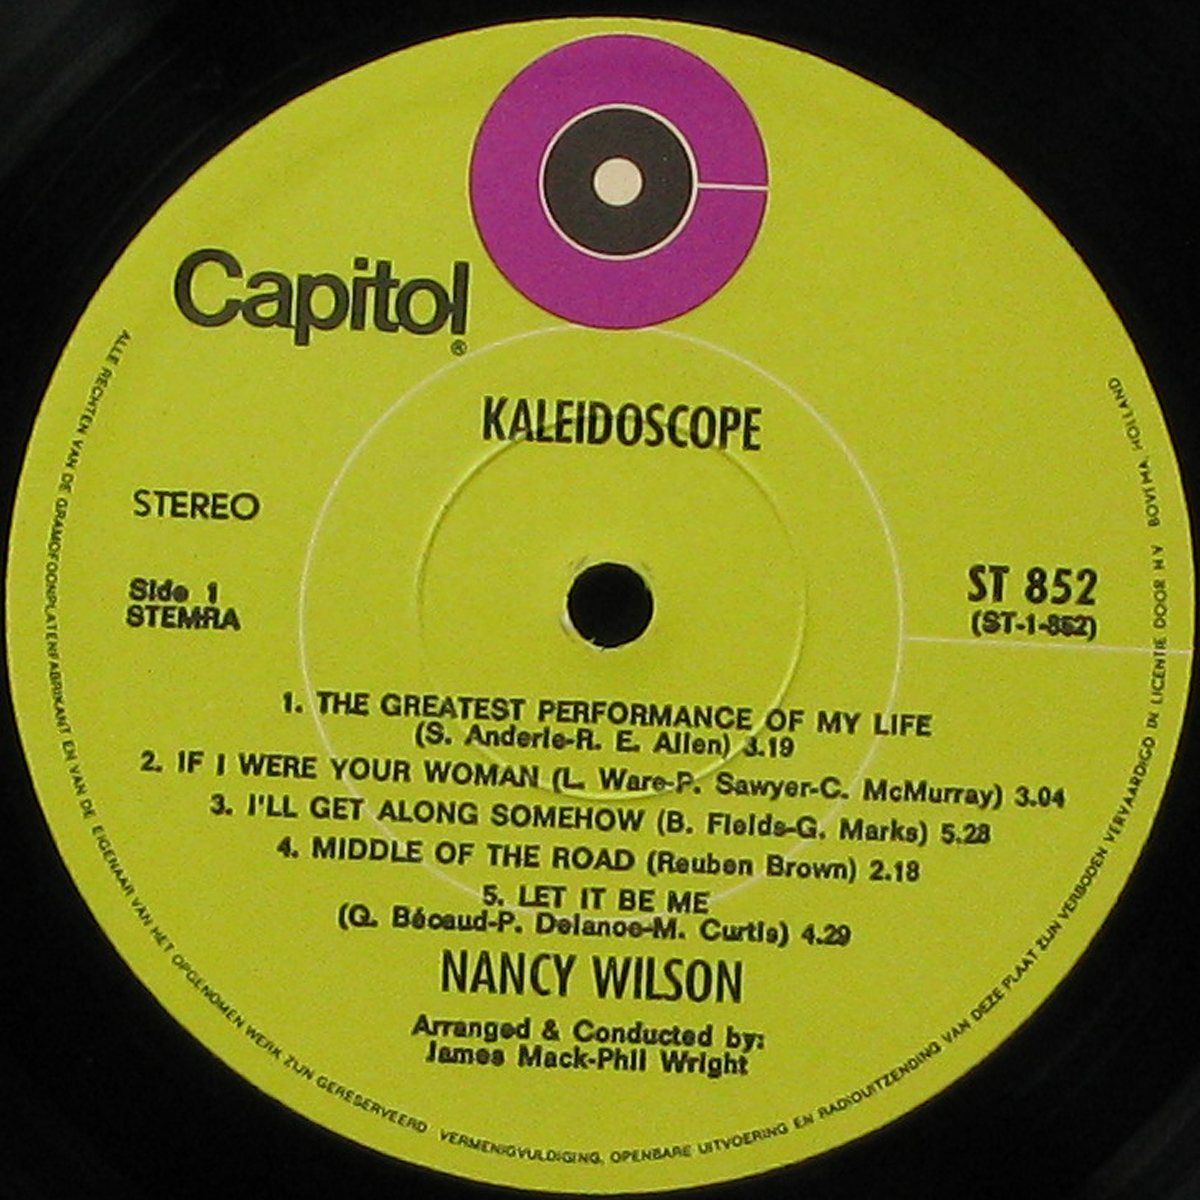 Capitol®
KALEIDOSCOPE
STEREO
Side 1
STEMRA
ST 852
(ST-1-852)
1. THE GREATEST PERFORMANCE OF MY LIFE
(S. Anderle-R. E. Allen) 3.19
2. IF I WERE YOUR WOMAN (L. Ware-P. Sawyer-C. McMurray) 3.04
3. I'LL GET ALONG SOMEHOW (B. Fields-G. Marks) 5.28
4. MIDDLE OF THE ROAD (Reuben Brown) 2.18
5. LET IT BE ME
(G. Bécaud-P. Delanoe-M. Curtis) 4.29
NANCY WILSON
Arranged & Conducted by:
James Mack-Phil Wright
ALLE RECHTEN VAN DE GRAMOFOONPLATENFABRIKANT EN VAN DE EIGENAAR VAN HET OPGENOMEN WERK ZIJN GERESERVEERD VERMENIGVULDIGING, OPENBARE UITVOERING EN RADIOUITZENDING VAN DEZE PLAAT ZIJN VERBODEN VERVAARDIGD IN LICENTIE DOOR N V BOVEMA, HOLLAND